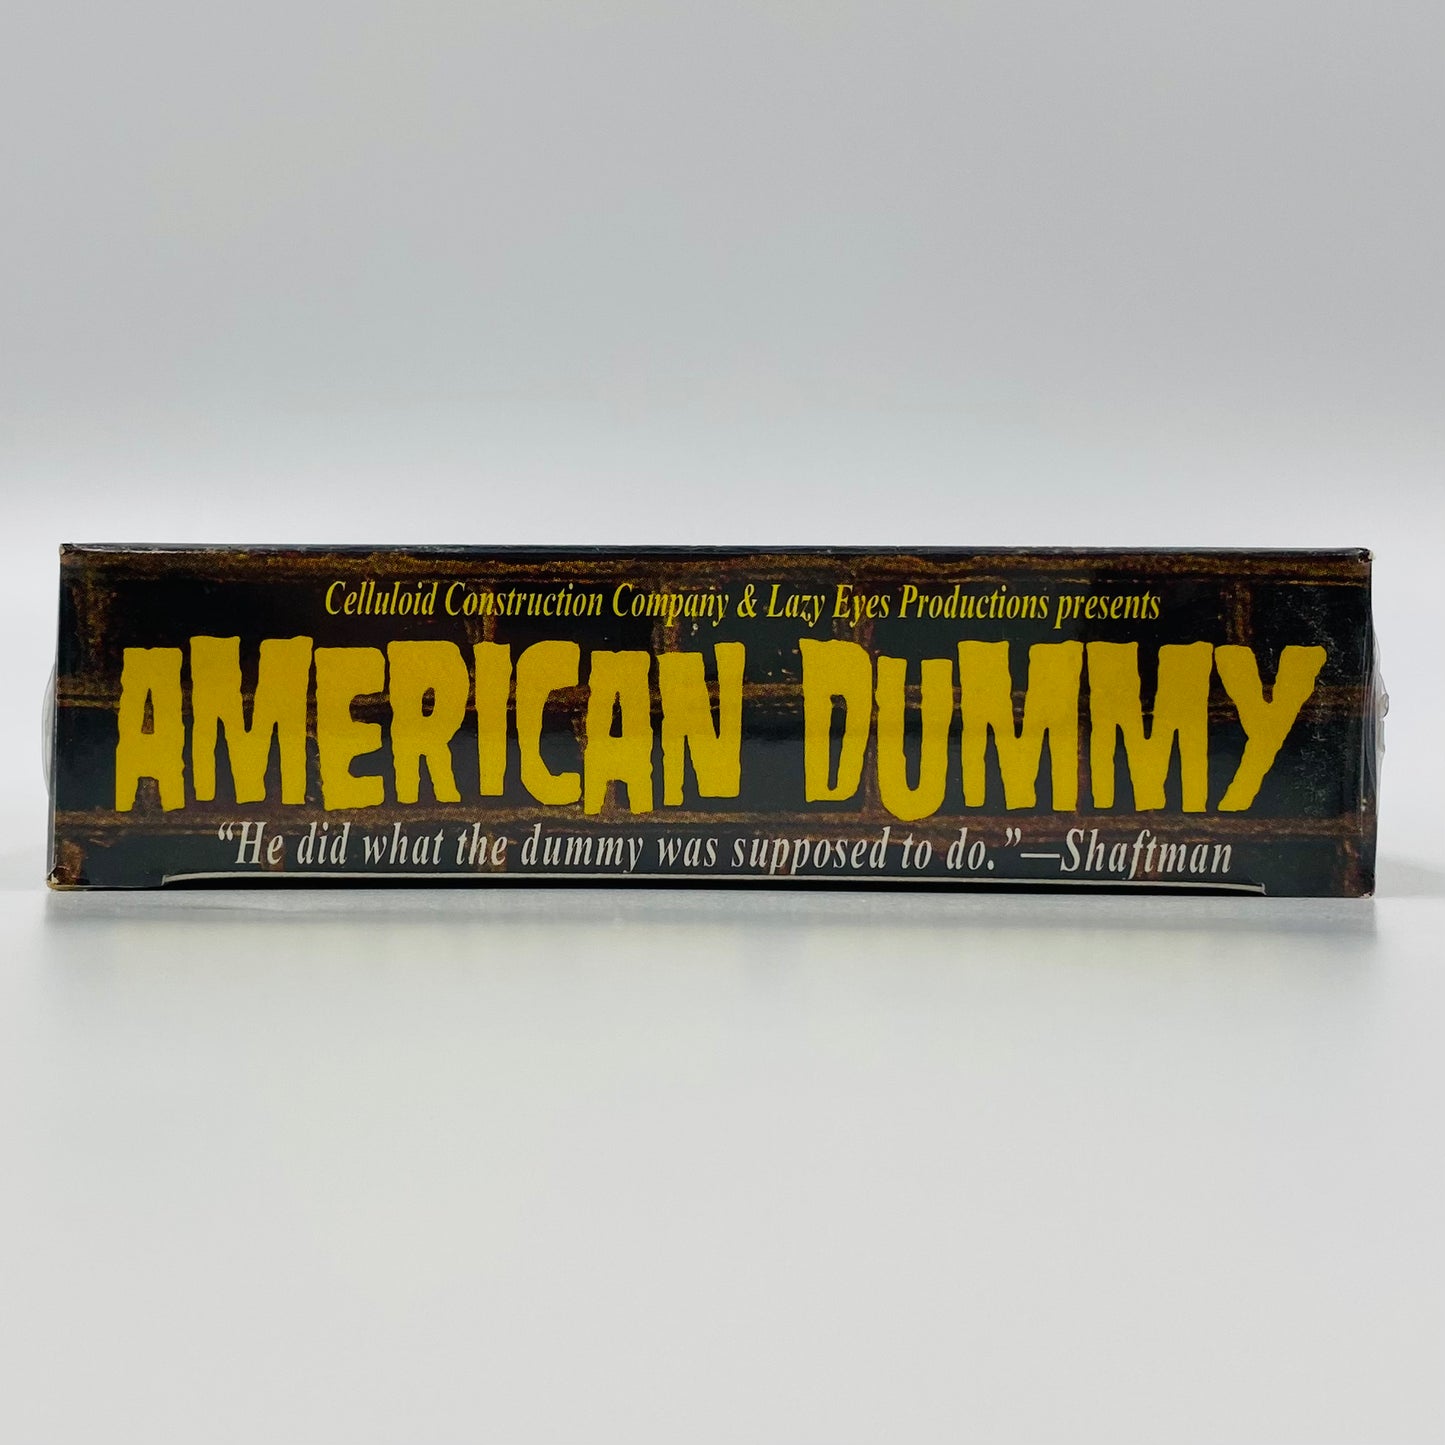 Celluloid Construction Company & Lazy Eyes Productions presents
AMERICAN DUMMY
“He did what the dummy was supposed to do.”—Shaftman